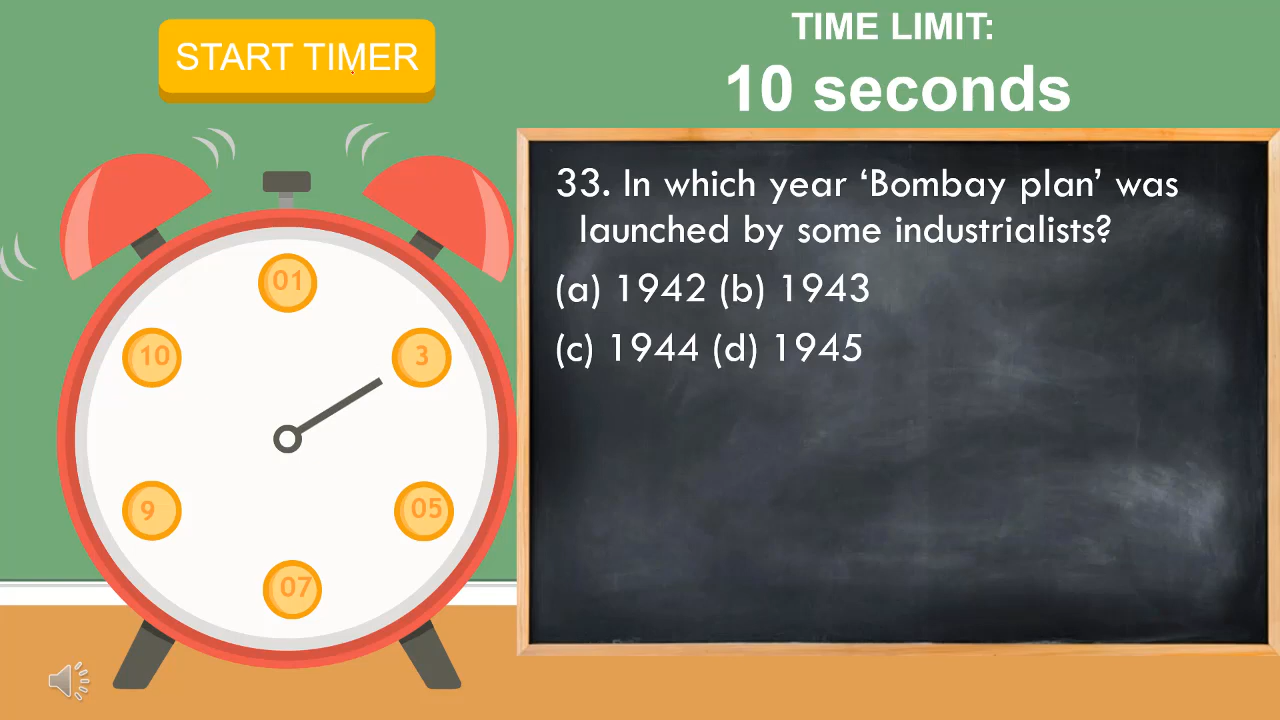 START TIMER
TIME LIMIT:
10 seconds
33. In which year ‘Bombay plan’ was
launched by some industrialists?
(a) 1942 (b) 1943
(c) 1944 (d) 1945
01
10
3
9
05
07